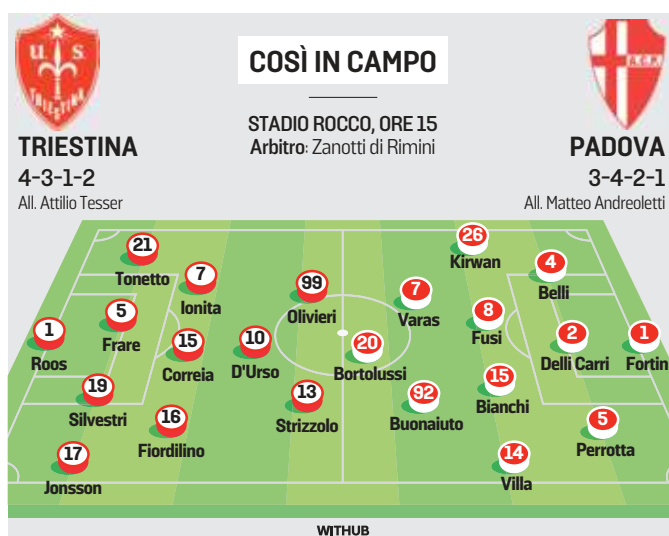 U. S.
TRIESTINA
A.C.P.
COSÌ IN CAMPO
STADIO ROCCO, ORE 15
Arbitro: Zanotti di Rimini
TRIESTINA
4-3-1-2
All. Attilio Tesser
PADOVA
3-4-2-1
All. Matteo Andreoletti
21
Tonetto
7
Ionita
5
Frare
1
Roos
15
Correia
19
Silvestri
16
Fiordilino
17
Jonsson
99
Olivieri
10
D'Urso
13
Strizzolo
20
Bortolussi
7
Varas
92
Buonaiuto
26
Kirwan
8
Fusi
15
Bianchi
14
Villa
4
Belli
2
Delli Carri
5
Perrotta
1
Fortin
WITHUB